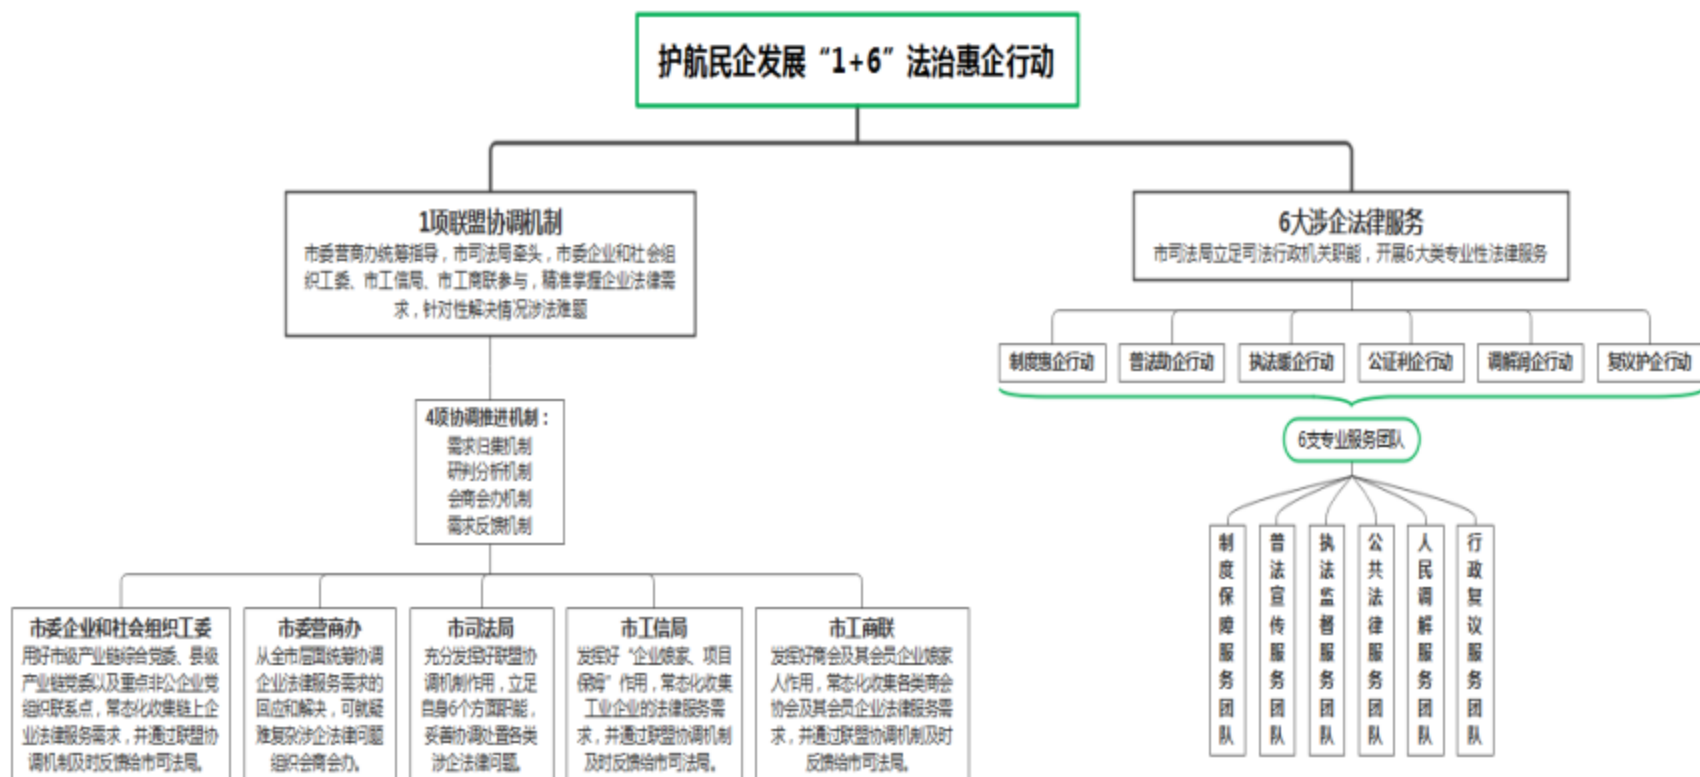 护航民企发展“1+6”法治惠企行动
1项联盟协调机制
市委营商办统筹指导，市司法局牵头，市委企业和社会组
织工委、市工信局、市工商联参与，精准掌握企业法律需
求，针对性解决情况涉法难题
4项协调推进机制：
需求归集机制
研判分析机制
会商会办机制
需求反馈机制
市委企业和社会组织工委
用好市级产业链综合党委、县级
产业链党委以及重点非公企业党
组织联系点，常态化收集链上企
业法律服务需求，并通过联盟协
调机制及时反馈给市司法局。
市委营商办
从全市层面统筹协调
企业法律服务需求的
回应和解决，可就疑
难复杂涉企法律问题
组织会商会办。
市司法局
充分发挥好联盟协
调机制作用，立足
自身6个方面职能，
妥善协调处置各类
涉企法律问题。
市工信局
发挥好“企业娘家、项目
保姆”作用，常态化收集
工业企业的法律服务需
求，并通过联盟协调机制
及时反馈给市司法局。
市工商联
发挥好商会及其会员企业娘家
人作用，常态化收集各类商会
协会及其会员企业法律服务需
求，并通过联盟协调机制及时
反馈给市司法局。
6大涉企法律服务
市司法局立足司法行政机关职能，开展6大类专业性法律服务
制度惠企行动
普法助企行动
执法暖企行动
公证利企行动
调解润企行动
复议护企行动
6支专业服务团队
制度保障服务团队
普法宣传服务团队
执法监督服务团队
公共法律服务团队
人民调解服务团队
行政复议服务团队